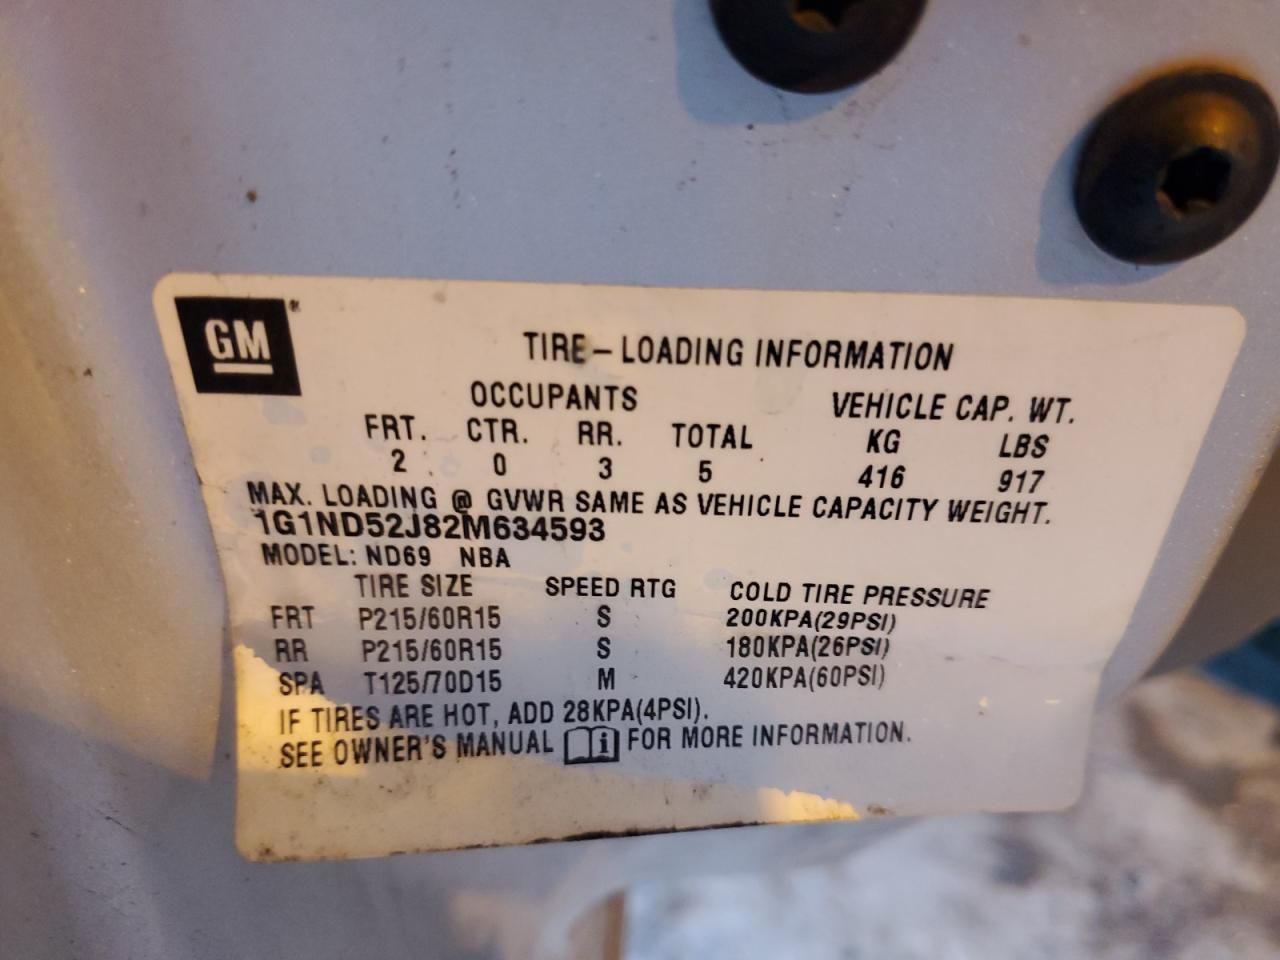 GM
TIRE – LOADING INFORMATION
OCCUPANTS VEHICLE CAP. WT.
FRT. CTR. RR. TOTAL KG LBS
2 0 3 5 416 917
MAX. LOADING @ GVWR SAME AS VEHICLE CAPACITY WEIGHT.
1G1ND52J82M634593
MODEL: ND69 NBA
TIRE SIZE SPEED RTG COLD TIRE PRESSURE
FRT P215/60R15 S 200KPA(29PSI)
RR P215/60R15 S 180KPA(26PSI)
SPA T125/70D15 M 420KPA(60PSI)
IF TIRES ARE HOT, ADD 28KPA(4PSI).
SEE OWNER'S MANUAL i FOR MORE INFORMATION.